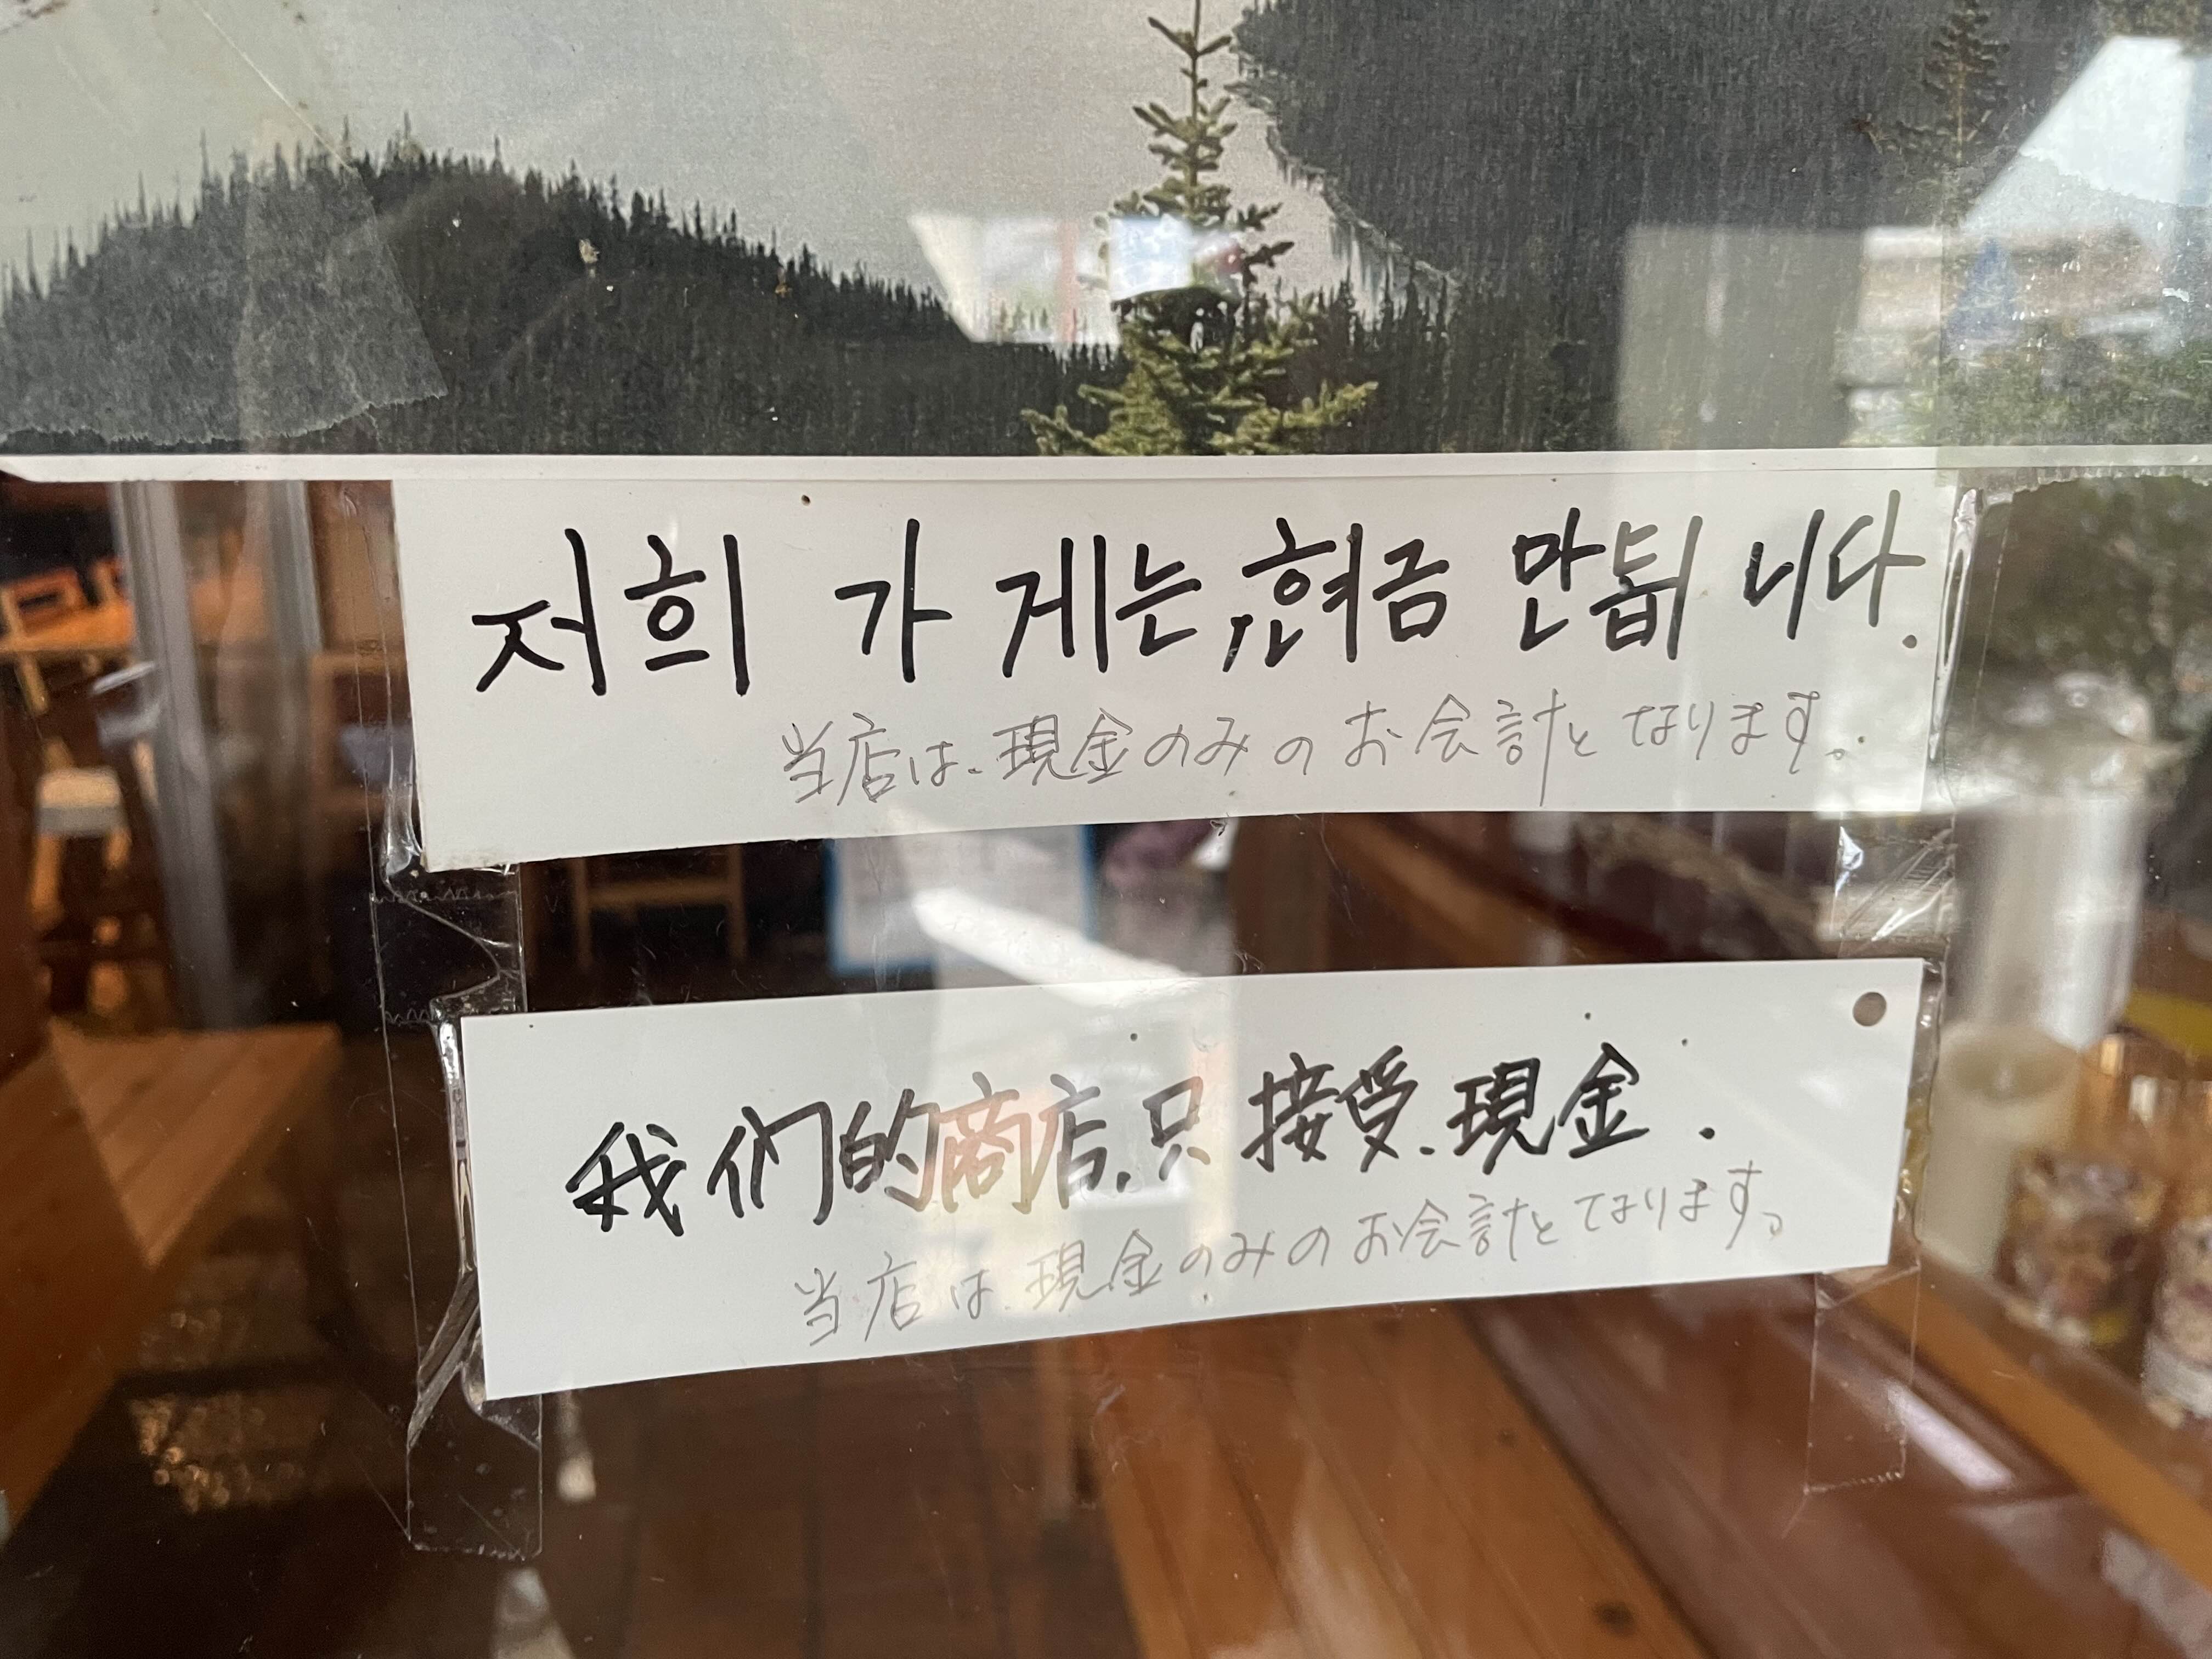 저희 가 게는, 현금 만됩 니다.
当店は、現金のみ の お会計と なります。
我们的商店.只接受.現金.
当店は、現金のみの お会計と なります。